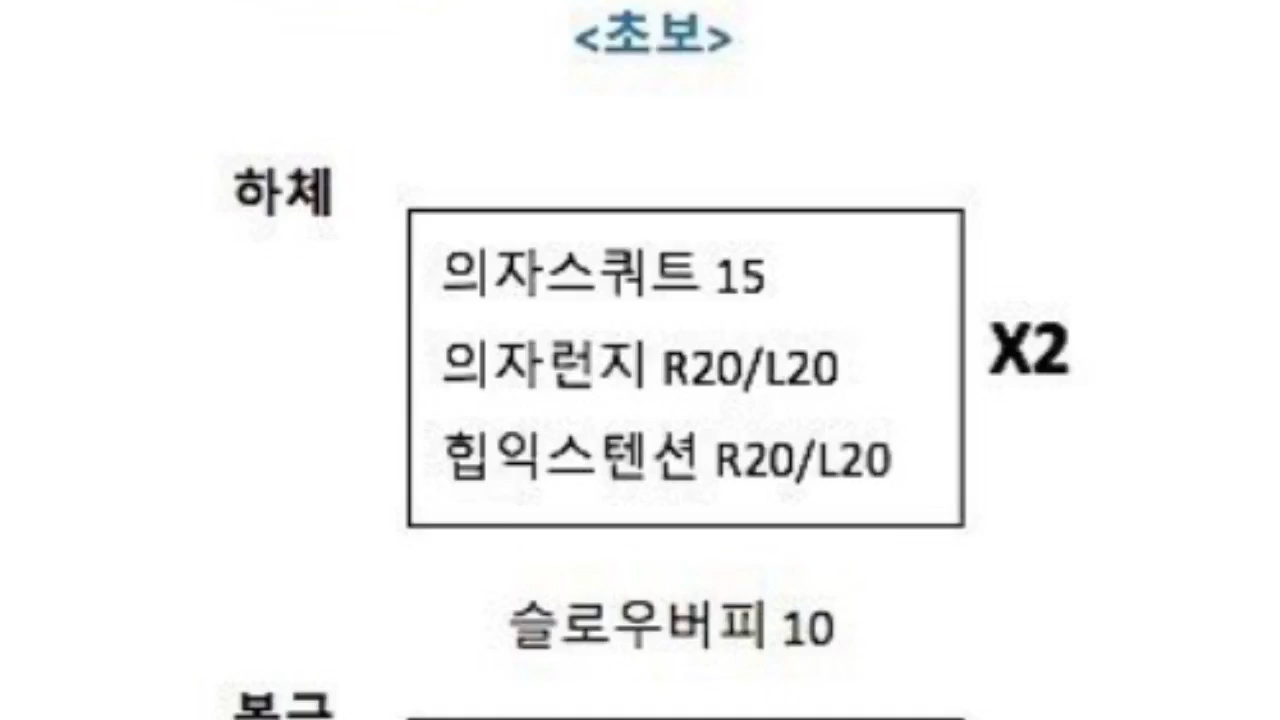 <초보>
하체
의자스쿼트 15
의자런지 R20/L20
힙익스텐션 R20/L20
X2
슬로우버피 10